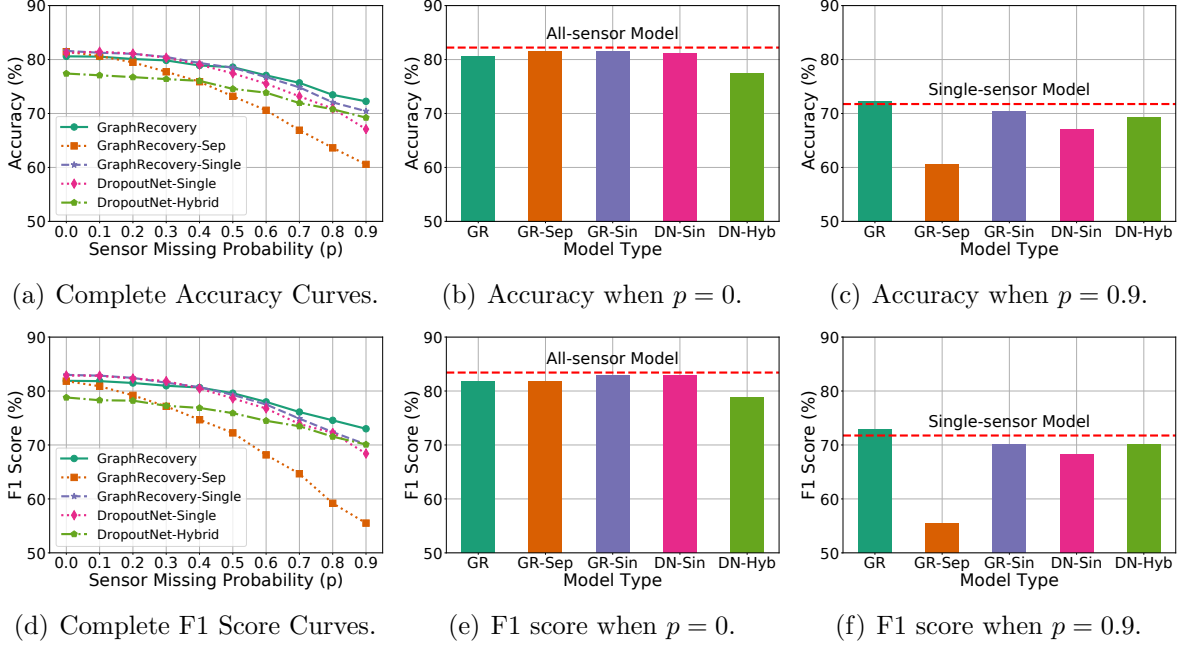 90
80
70
60
50
Accuracy (%)
GraphRecovery
GraphRecovery-Sep
GraphRecovery-Single
DropoutNet-Single
DropoutNet-Hybrid
0.0 0.1 0.2 0.3 0.4 0.5 0.6 0.7 0.8 0.9
Sensor Missing Probability (p)
(a) Complete Accuracy Curves.
90
80
70
60
50
Accuracy (%)
All-sensor Model
GR GR-Sep GR-Sin DN-Sin DN-Hyb
Model Type
(b) Accuracy when p = 0.
90
80
70
60
50
Accuracy (%)
Single-sensor Model
GR GR-Sep GR-Sin DN-Sin DN-Hyb
Model Type
(c) Accuracy when p = 0.9.
90
80
70
60
50
F1 Score (%)
GraphRecovery
GraphRecovery-Sep
GraphRecovery-Single
DropoutNet-Single
DropoutNet-Hybrid
0.0 0.1 0.2 0.3 0.4 0.5 0.6 0.7 0.8 0.9
Sensor Missing Probability (p)
(d) Complete F1 Score Curves.
90
80
70
60
50
F1 Score (%)
All-sensor Model
GR GR-Sep GR-Sin DN-Sin DN-Hyb
Model Type
(e) F1 score when p = 0.
90
80
70
60
50
F1 Score (%)
Single-sensor Model
GR GR-Sep GR-Sin DN-Sin DN-Hyb
Model Type
(f) F1 score when p = 0.9.